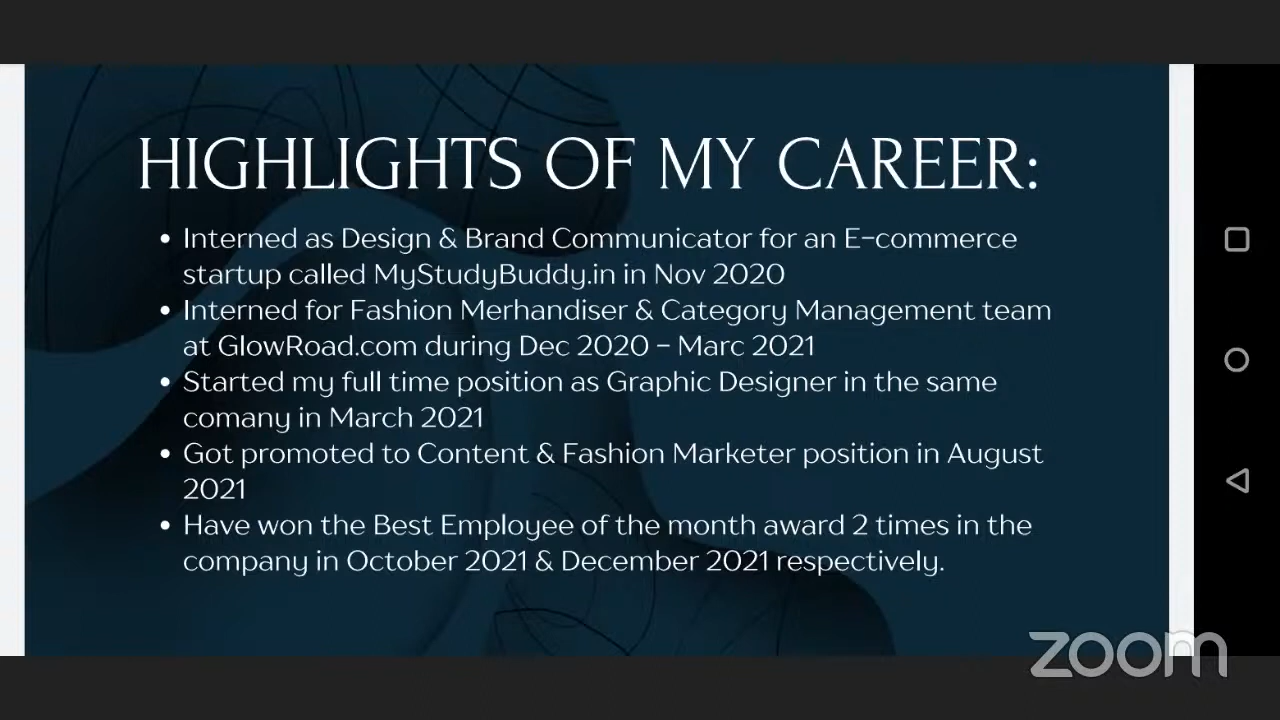 HIGHLIGHTS OF MY CAREER:
• Interned as Design & Brand Communicator for an E-commerce
startup called MyStudyBuddy.in in Nov 2020
• Interned for Fashion Merhandiser & Category Management team
at GlowRoad.com during Dec 2020 - Marc 2021
• Started my full time position as Graphic Designer in the same
comany in March 2021
• Got promoted to Content & Fashion Marketer position in August
2021
• Have won the Best Employee of the month award 2 times in the
company in October 2021 & December 2021 respectively.
zoom